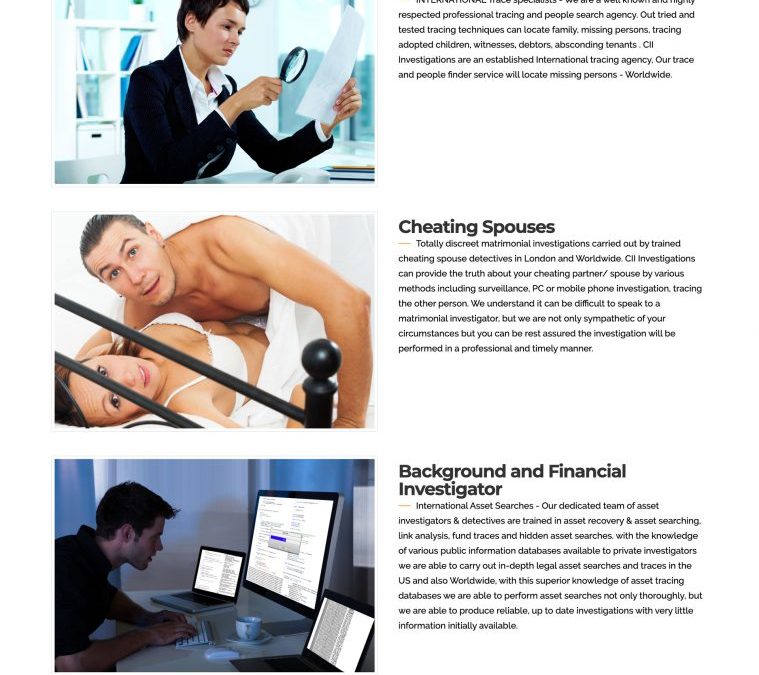 INTERNATIONAL Trace specialists - We are a well known and highly
respected professional tracing and people search agency. Out tried and
tested tracing techniques can locate family, missing persons, tracing
adopted children, witnesses, debtors, absconding tenants . CII
Investigations are an established International tracing agency, Our trace
and people finder service will locate missing persons - Worldwide.
Cheating Spouses
Totally discreet matrimonial investigations carried out by trained
cheating spouse detectives in London and Worldwide. CII Investigations
can provide the truth about your cheating partner/ spouse by various
methods including surveillance, PC or mobile phone investigation, tracing
the other person. We understand it can be difficult to speak to a
matrimonial investigator, but we are not only sympathetic of your
circumstances but you can be rest assured the investigation will be
performed in a professional and timely manner.
Background and Financial
Investigator
International Asset Searches - Our dedicated team of asset
investigators & detectives are trained in asset recovery & asset searching,
link analysis, fund traces and hidden asset searches. with the knowledge
of various public information databases available to private investigators
we are able to carry out in-depth legal asset searches and traces in the
US and also Worldwide, with this superior knowledge of asset tracing
databases we are able to perform asset searches not only thoroughly, but
we are able to produce reliable, up to date investigations with very little
information initially available.